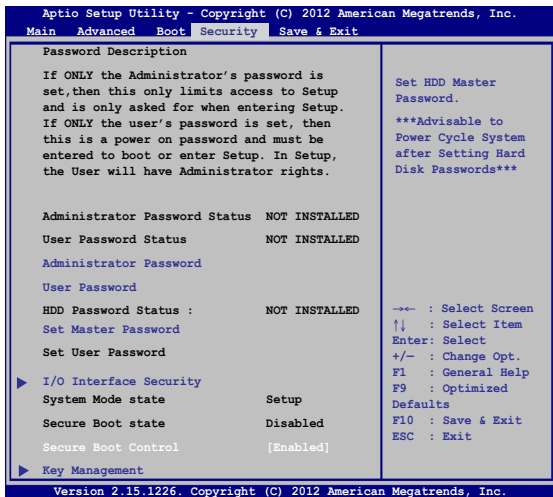 Aptio Setup Utility - Copyright (C) 2012 American Megatrends, Inc.
Main Advanced Boot Security Save & Exit
Password Description
If ONLY the Administrator's password is
set,then this only limits access to Setup
and is only asked for when entering Setup.
If ONLY the user's password is set, then
this is a power on password and must be
entered to boot or enter Setup. In Setup,
the User will have Administrator rights.
Administrator Password Status NOT INSTALLED
User Password Status NOT INSTALLED
Administrator Password
User Password
HDD Password Status : NOT INSTALLED
Set Master Password
Set User Password
I/O Interface Security
System Mode state Setup
Secure Boot state Disabled
Secure Boot Control [Enabled]
Key Management
Set HDD Master
Password.
***Advisable to
Power Cycle System
after Setting Hard
Disk Passwords***
→← : Select Screen
↑↓ : Select Item
Enter: Select
+/— : Change Opt.
F1 : General Help
F9 : Optimized
Defaults
F10 : Save & Exit
ESC : Exit
Version 2.15.1226. Copyright (C) 2012 American Megatrends, Inc.